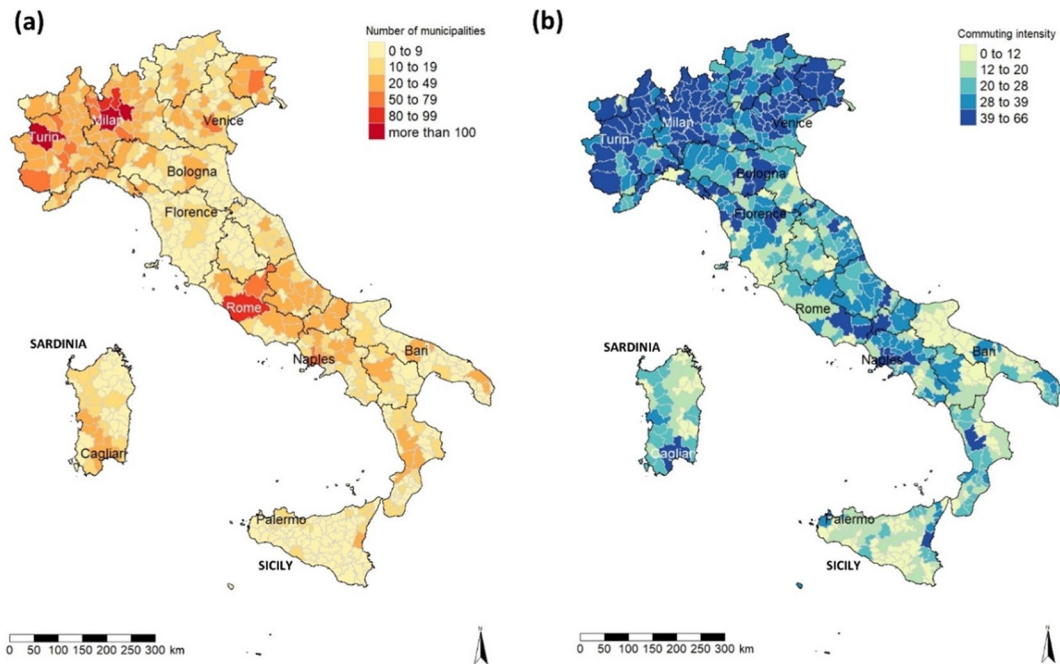 (a)
Number of municipalities
0 to 9
10 to 19
20 to 49
50 to 79
80 to 99
more than 100
Turin
Milan
Venice
Bologna
Florence
Rome
Naples
Bari
SARDINIA
Cagliari
Palermo
SICILY
0 50 100 150 200 250 300 km
N
(b)
Commuting intensity
0 to 12
12 to 20
20 to 28
28 to 39
39 to 66
Turin
Milan
Venice
Bologna
Florence
Rome
Naples
Bari
SARDINIA
Cagliari
Palermo
SICILY
0 50 100 150 200 250 300 km
N